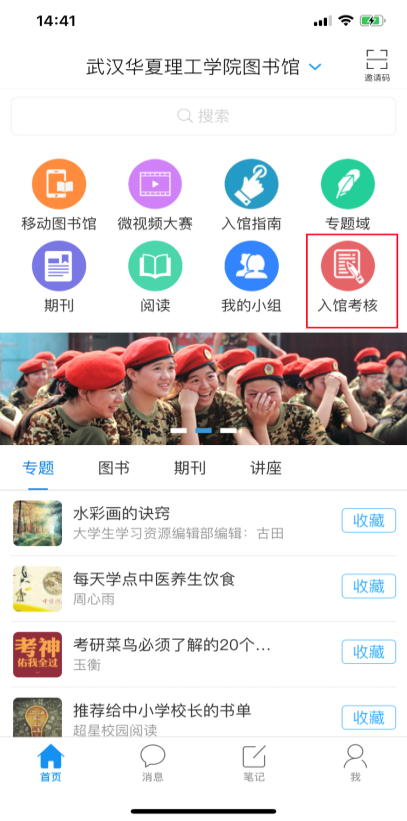 14:41
武汉华夏理工学院图书馆
邀请码
搜索
移动图书馆 微视频大赛 入馆指南 专题域
期刊 阅读 我的小组 入馆考核
专题 图书 期刊 讲座
水彩画的诀窍
大学生学习资源编辑部编辑：古田
收藏
每天学点中医养生饮食
周心雨
收藏
考神
佑我全过
考研菜鸟必须了解的20个...
玉衡
收藏
推荐给中小学校长的书单
超星校园阅读
收藏
首页 消息 笔记 我